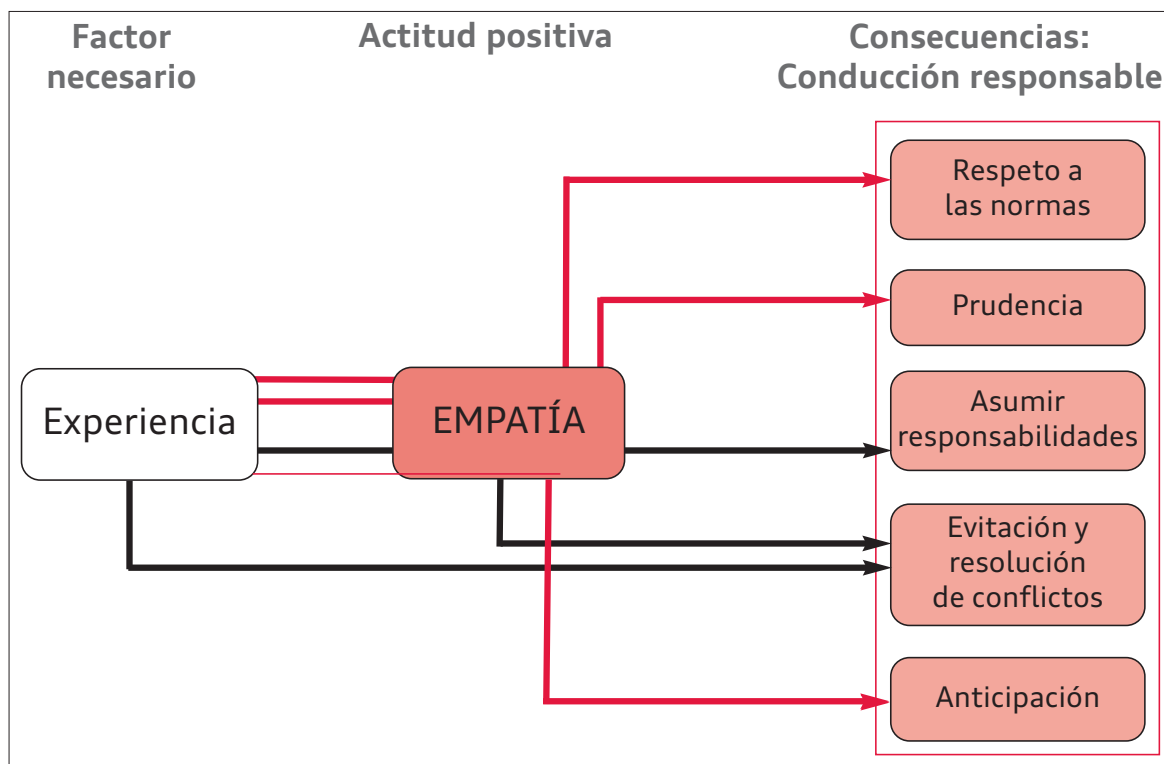 Factor
necesario
Actitud positiva
Consecuencias:
Conducción responsable
Respeto a
las normas
Prudencia
Experiencia
EMPATÍA
Asumir
responsabilidades
Evitación y
resolución
de conflictos
Anticipación